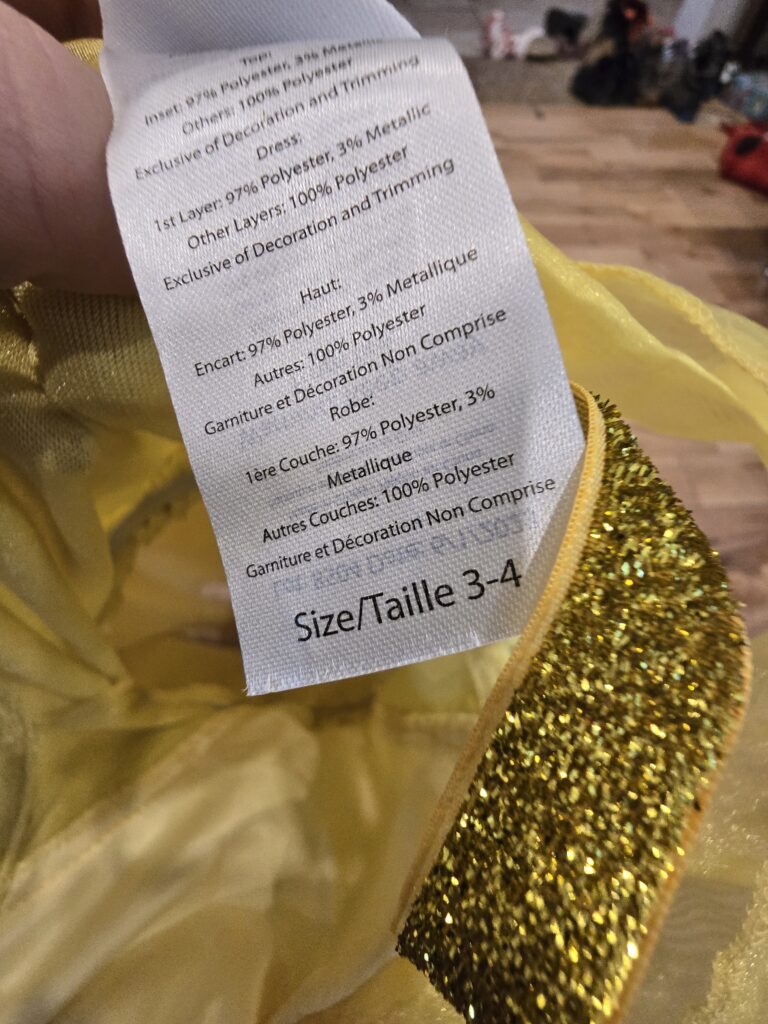 Top:
Inset: 97% Polyester, 3% Metallic
Others: 100% Polyester
Exclusive of Decoration and Trimming
Dress:
1st Layer: 97% Polyester, 3% Metallic
Other Layers: 100% Polyester
Exclusive of Decoration and Trimming
Haut:
Encart: 97% Polyester, 3% Metallique
Autres: 100% Polyester
Garniture et Décoration Non Comprise
Robe:
1ère Couche: 97% Polyester, 3%
Metallique
Autres Couches: 100% Polyester
Garniture et Décoration Non Comprise
Size/Taille 3-4